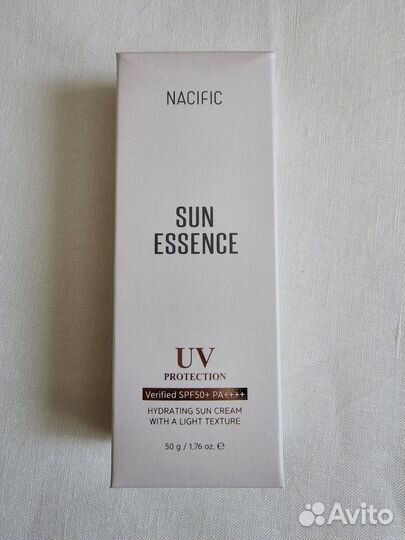 NACIFIC
SUN
ESSENCE
UV
PROTECTION
Verified SPF50+ PA++++
HYDRATING SUN CREAM
WITH A LIGHT TEXTURE
50 g / 1,76 oz. ℮
Avito